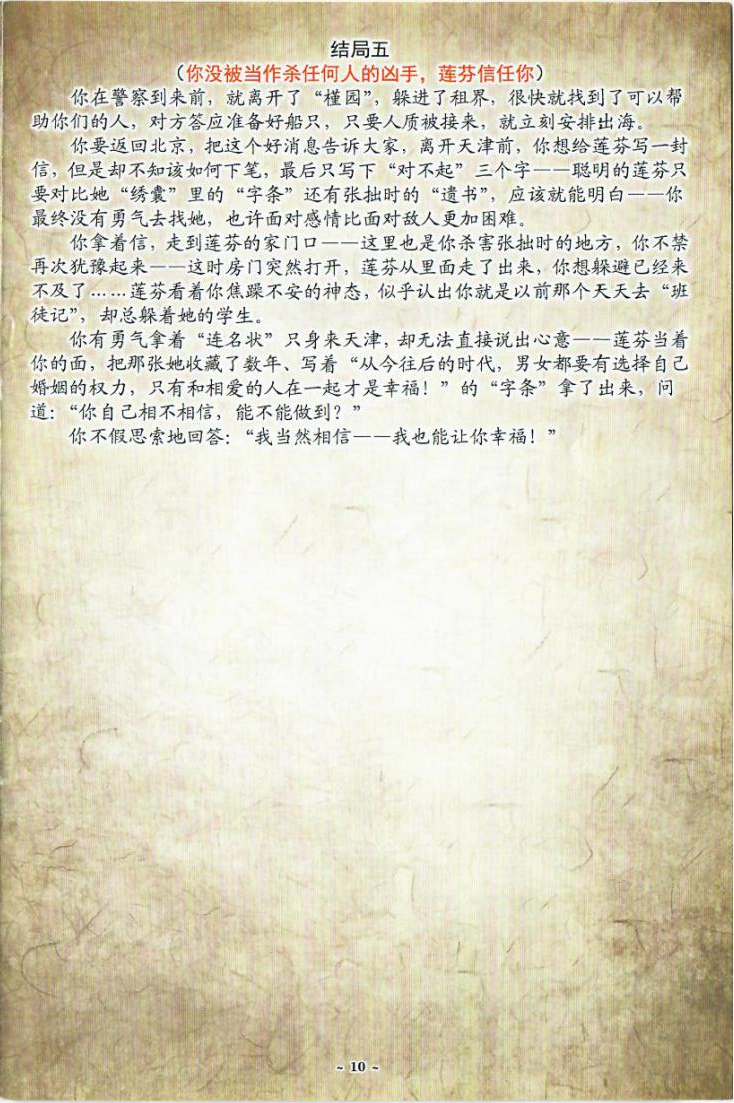 结局五
（你没被当作杀任何人的凶手，莲芬信任你）
你在警察到来前，就离开了“槿园”，躲进了租界，很快就找到了可以帮
助你们的人，对方答应准备好船只，只要人质被接来，就立刻安排出海。
你要返回北京，把这个好消息告诉大家，离开天津前，你想给莲芬写一封
信，但是却不知该如何下笔，最后只写下“对不起”三个字——聪明的莲芬只
要对比她“绣囊”里的“字条”还有张拙时的“遗书”，应该就能明白——你
最终没有勇气去找她，也许面对感情比面对敌人更加困难。
你拿着信，走到莲芬的家门口——这里也是你杀害张拙时的地方，你不禁
再次犹豫起来——这时房门突然打开，莲芬从里面走了出来，你想躲避已经来
不及了……莲芬看着你焦躁不安的神态，似乎认出你就是以前那个天天去“班
徒记”，却总躲着她的学生。
你有勇气拿着“连名状”只身来天津，却无法直接说出心意——莲芬当着
你的面，把那张她收藏了数年、写着“从今往后的时代，男女都要有选择自己
婚姻的权力，只有和相爱的人在一起才是幸福！”的“字条”拿了出来，问
道：“你自己相不相信，能不能做到？”
你不假思索地回答：“我当然相信——我也能让你幸福！”
~ 10 ~